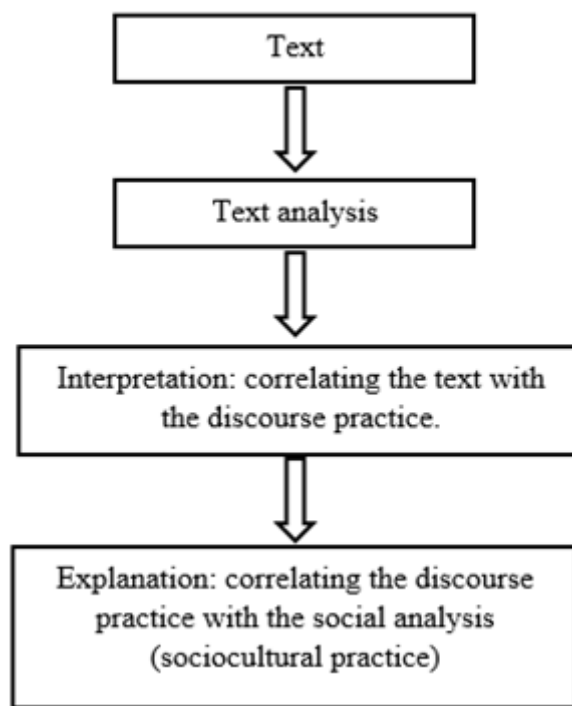 Text
Text analysis
Interpretation: correlating the text with
the discourse practice.
Explanation: correlating the discourse
practice with the social analysis
(sociocultural practice)